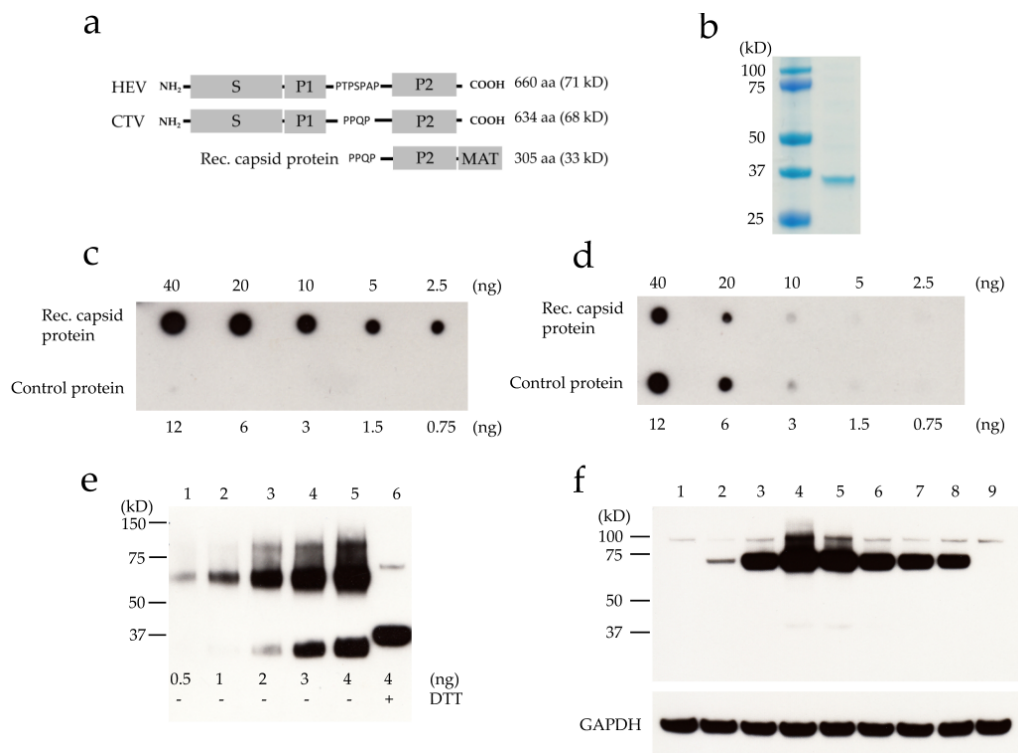 a
HEV NH₂ S P1 PTPSPAP P2 COOH 660 aa (71 kD)
CTV NH₂ S P1 PPQP P2 COOH 634 aa (68 kD)
Rec. capsid protein PPQP P2 MAT 305 aa (33 kD)
b
(kD)
100
75
50
37
25
c
40 20 10 5 2.5 (ng)
Rec. capsid
protein
Control protein
12 6 3 1.5 0.75 (ng)
d
40 20 10 5 2.5 (ng)
Rec. capsid
protein
Control protein
12 6 3 1.5 0.75 (ng)
e
1 2 3 4 5 6
(kD)
150
75
50
37
0.5 1 2 3 4 (ng) 4
- - - - - DTT +
f
1 2 3 4 5 6 7 8 9
(kD)
100
75
50
37
GAPDH